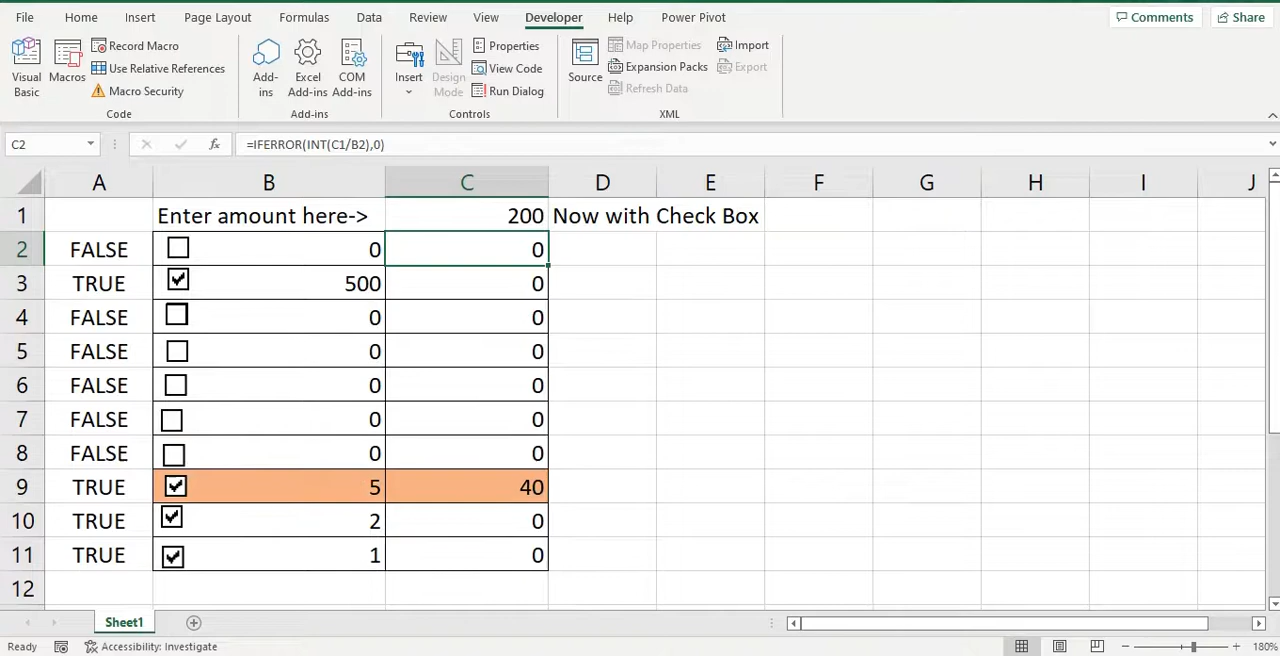 File Home Insert Page Layout Formulas Data Review View Developer Help Power Pivot Comments Share
Visual Basic
Macros
Record Macro
Use Relative References
Macro Security
Code
Add-ins
Excel Add-ins
COM Add-ins
Add-ins
Insert
Design Mode
Properties
View Code
Run Dialog
Controls
Source
Map Properties
Expansion Packs
Refresh Data
Import
Export
XML
C2 fx =IFERROR(INT(C1/B2),0)
A B C D E F G H I J
1 Enter amount here-> 200 Now with Check Box
2 FALSE 0 0
3 TRUE 500 0
4 FALSE 0 0
5 FALSE 0 0
6 FALSE 0 0
7 FALSE 0 0
8 FALSE 0 0
9 TRUE 5 40
10 TRUE 2 0
11 TRUE 1 0
12
Sheet1
Ready Accessibility: Investigate 180%